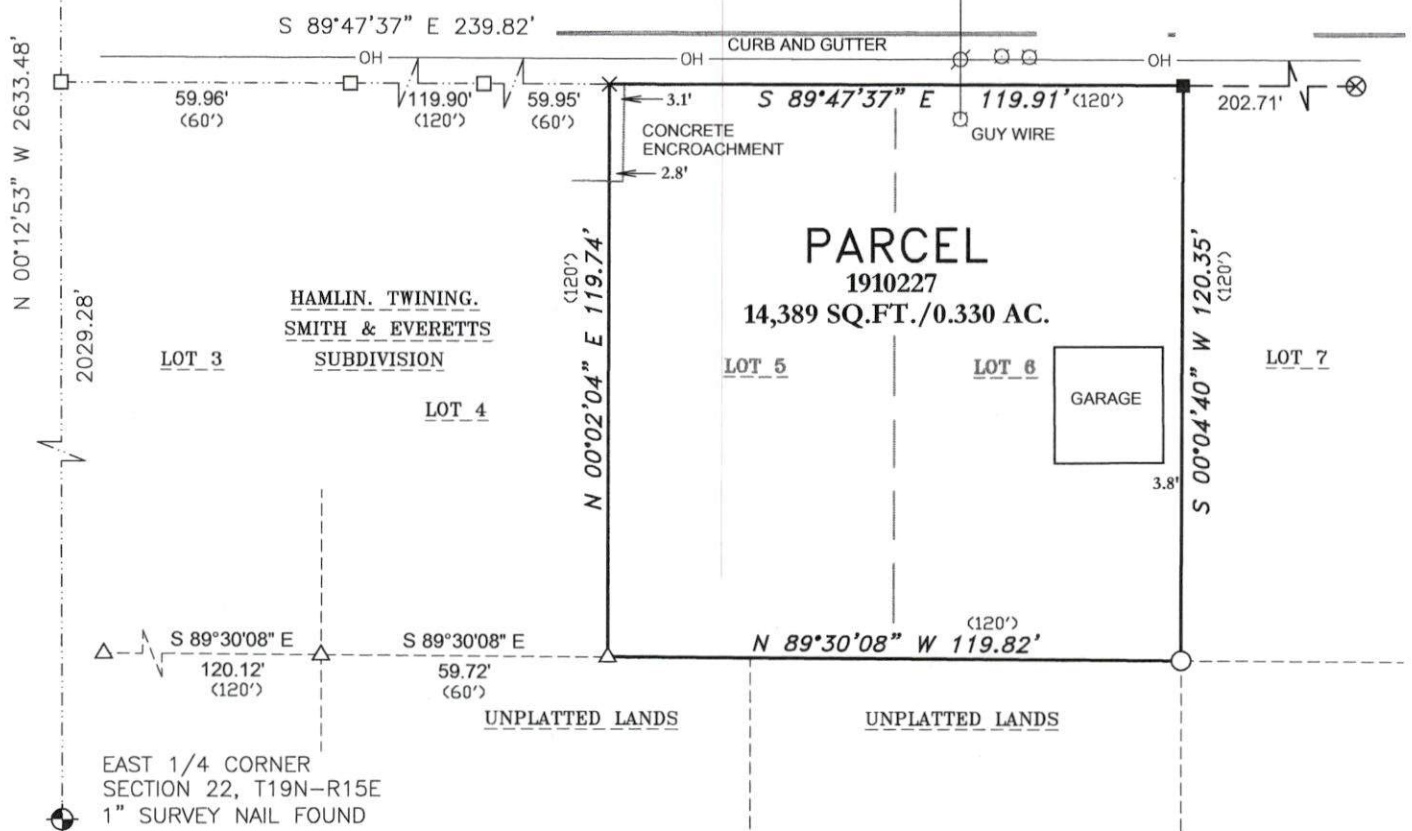 S 89°47'37" E 239.82'
CURB AND GUTTER
OH
OH
OH
N 00°12'53" W 2633.48'
59.96'
(60')
119.90'
(120')
59.95'
(60')
3.1'
S 89°47'37" E 119.91' (120')
202.71'
CONCRETE
ENCROACHMENT
GUY WIRE
2.8'
PARCEL
1910227
14,389 SQ.FT./0.330 AC.
(120')
N 00°02'04" E 119.74'
S 00°04'40" W 120.35'
(120')
2029.28'
HAMLIN. TWINING.
SMITH & EVERETTS
SUBDIVISION
LOT 3
LOT 4
LOT 5
LOT 6
LOT 7
GARAGE
3.8'
S 89°30'08" E
120.12'
(120')
S 89°30'08" E
59.72'
(60')
(120')
N 89°30'08" W 119.82'
UNPLATTED LANDS
UNPLATTED LANDS
EAST 1/4 CORNER
SECTION 22, T19N-R15E
1" SURVEY NAIL FOUND